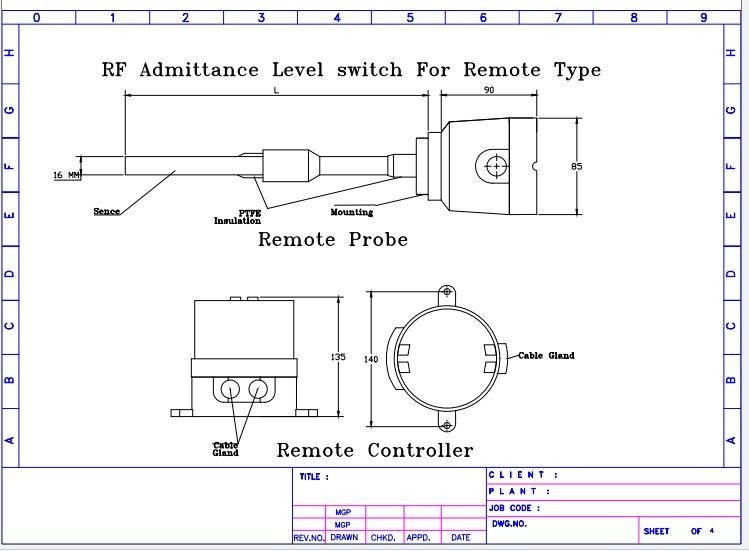 0 1 2 3 4 5 6 7 8 9
H H
RF Admittance Level switch For Remote Type
L 90
G G
F F
16 MM 85
E E
Sence PTFE Mounting
Insulation
Remote Probe
D D
C C
135 140 Cable Gland
B B
A A
Cable
Gland
Remote Controller
TITLE : CLIENT :
PLANT :
MGP JOB CODE :
MGP DWG.NO.
SHEET OF 4
REV.NO. DRAWN CHKD. APPD. DATE